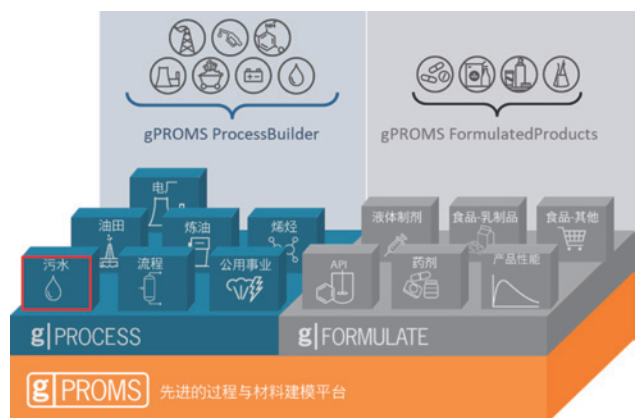 gPROMS ProcessBuilder
gPROMS FormulatedProducts
电厂
油田
炼油
烯烃
液体制剂
食品-乳制品
食品-其他
污水
流程
公用事业
API
药剂
产品性能
g|PROCESS
g|FORMULATE
g|PROMS 先进的过程与材料建模平台